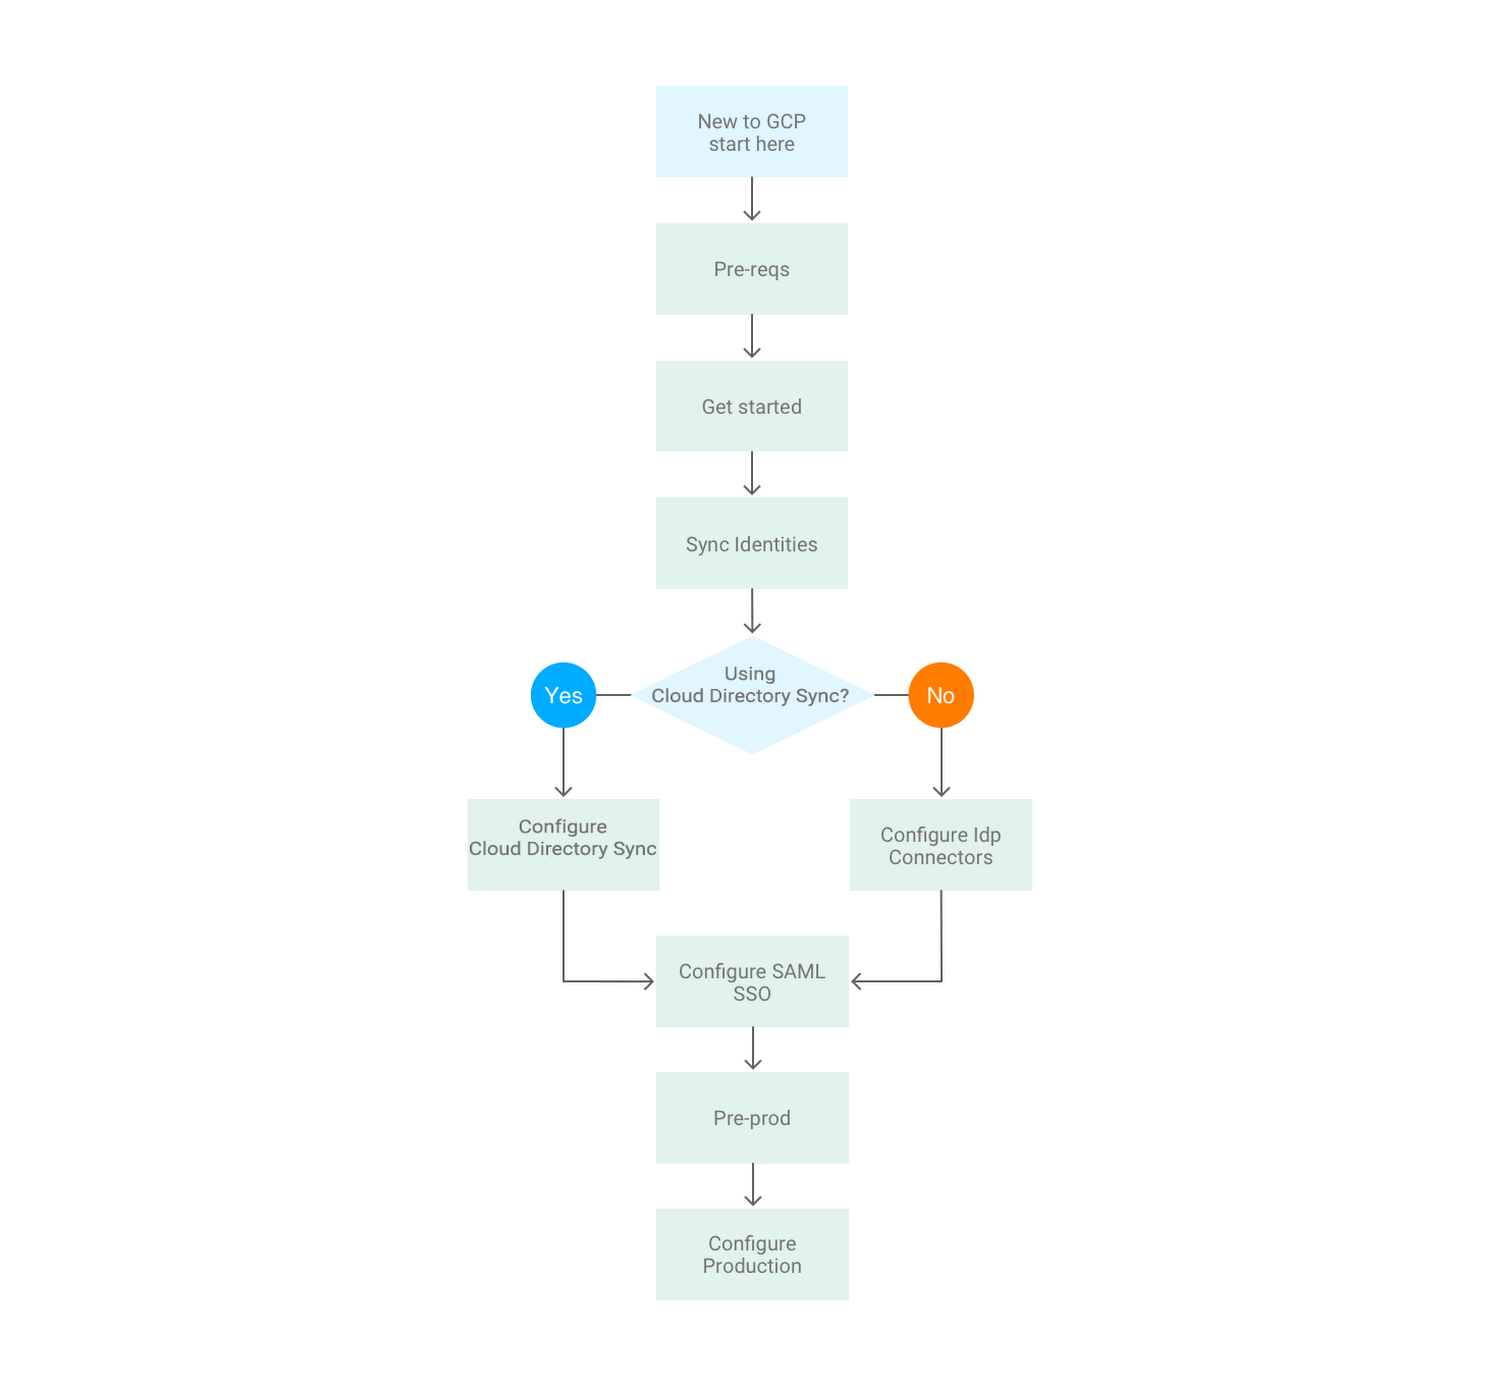 New to GCP
start here
Pre-reqs
Get started
Sync Identities
Using
Cloud Directory Sync?
Yes
No
Configure
Cloud Directory Sync
Configure Idp
Connectors
Configure SAML
SSO
Pre-prod
Configure
Production